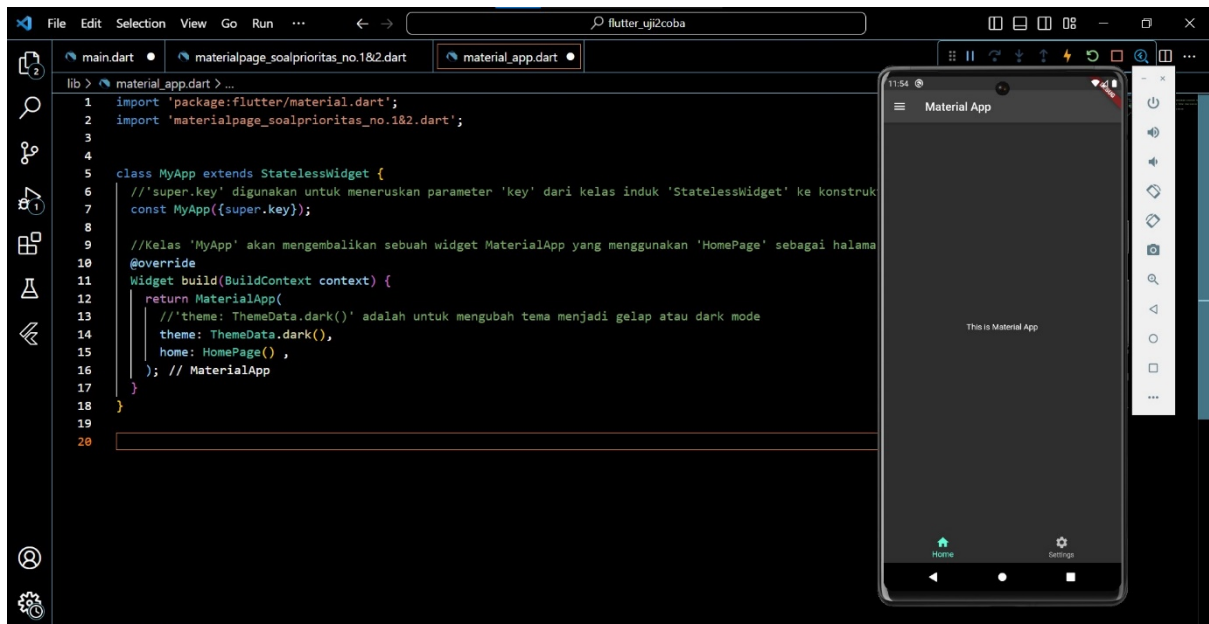 File Edit Selection View Go Run ···
flutter_uji2coba
main.dart
materialpage_soalprioritas_no.1&2.dart
material_app.dart
lib > material_app.dart > ...
1 import 'package:flutter/material.dart';
2 import 'materialpage_soalprioritas_no.1&2.dart';
3
4
5 class MyApp extends StatelessWidget {
6 //'super.key' digunakan untuk meneruskan parameter 'key' dari kelas induk 'StatelessWidget' ke konstruk
7 const MyApp({super.key});
8
9 //Kelas 'MyApp' akan mengembalikan sebuah widget MaterialApp yang menggunakan 'HomePage' sebagai halama
10 @override
11 Widget build(BuildContext context) {
12 return MaterialApp(
13 //'theme: ThemeData.dark()' adalah untuk mengubah tema menjadi gelap atau dark mode
14 theme: ThemeData.dark(),
15 home: HomePage() ,
16 ); // MaterialApp
17 }
18 }
19
20
2
1
11:54
DEBUG
Material App
This is Material App
Home
Settings